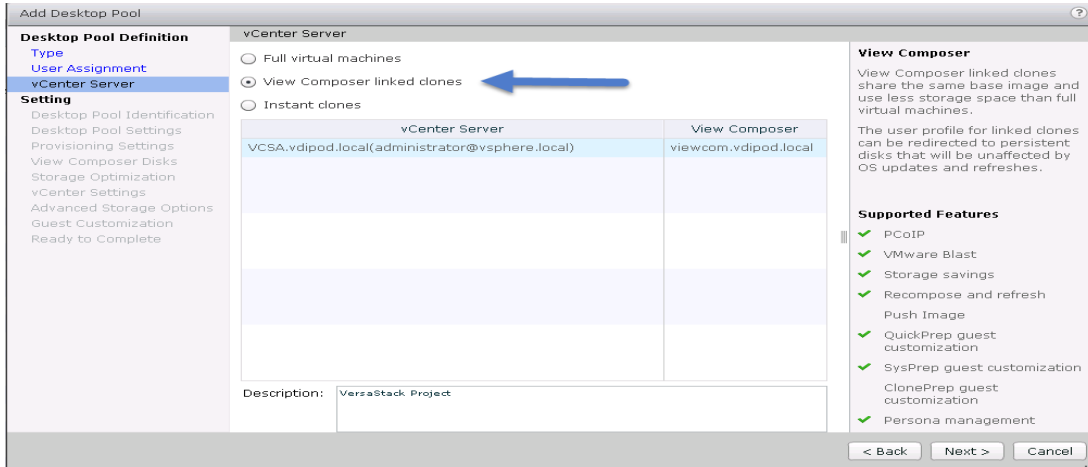 Add Desktop Pool
?
Desktop Pool Definition
Type
User Assignment
vCenter Server
Setting
Desktop Pool Identification
Desktop Pool Settings
Provisioning Settings
View Composer Disks
Storage Optimization
vCenter Settings
Advanced Storage Options
Guest Customization
Ready to Complete
vCenter Server
Full virtual machines
View Composer linked clones
Instant clones
vCenter Server View Composer
VCSA.vdipod.local(administrator@vsphere.local) viewcom.vdipod.local
Description: VersaStack Project
View Composer
View Composer linked clones
share the same base image and
use less storage space than full
virtual machines.
The user profile for linked clones
can be redirected to persistent
disks that will be unaffected by
OS updates and refreshes.
Supported Features
PCoIP
VMware Blast
Storage savings
Recompose and refresh
Push Image
QuickPrep guest
customization
SysPrep guest customization
ClonePrep guest
customization
Persona management
< Back Next > Cancel